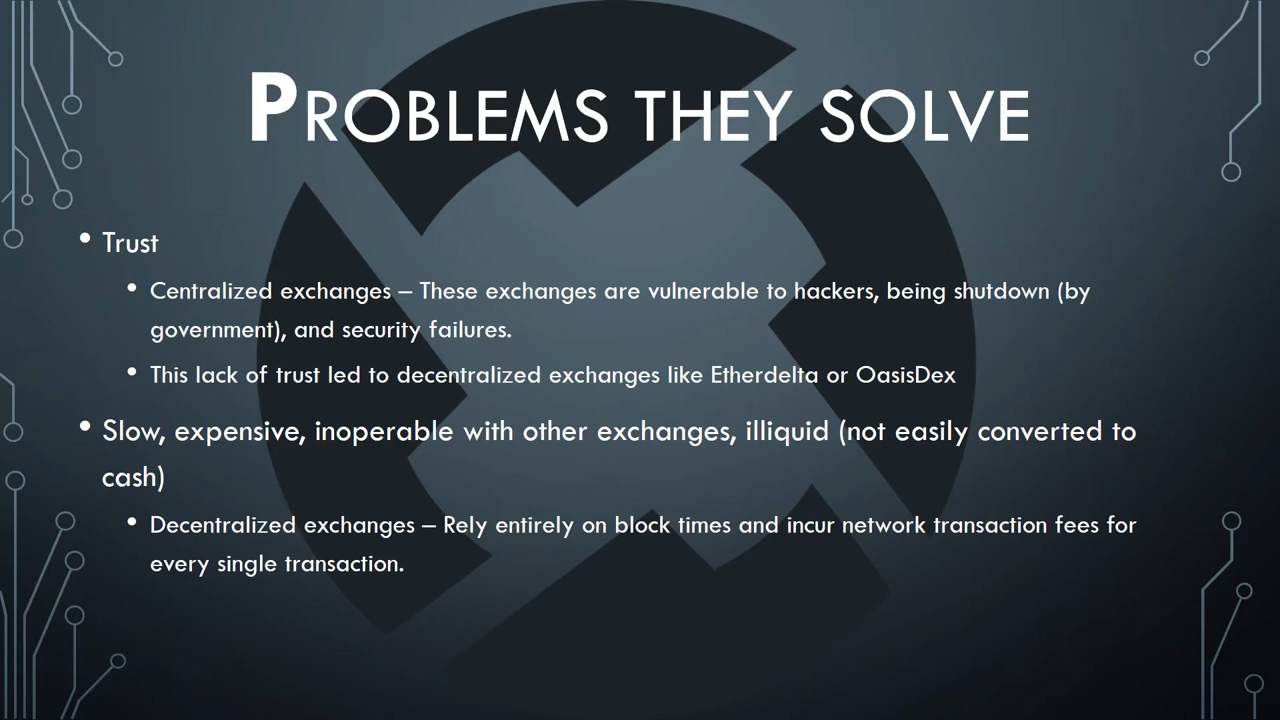 Problems they solve
• Trust
• Centralized exchanges – These exchanges are vulnerable to hackers, being shutdown (by
government), and security failures.
• This lack of trust led to decentralized exchanges like Etherdelta or OasisDex
• Slow, expensive, inoperable with other exchanges, illiquid (not easily converted to
cash)
• Decentralized exchanges – Rely entirely on block times and incur network transaction fees for
every single transaction.